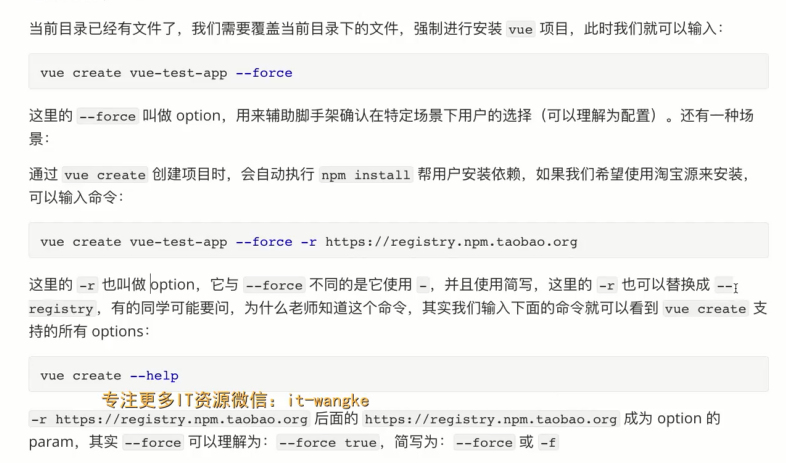 当前目录已经有文件了，我们需要覆盖当前目录下的文件，强制进行安装 vue 项目，此时我们就可以输入：
vue create vue-test-app --force
这里的 --force 叫做 option，用来辅助脚手架确认在特定场景下用户的选择（可以理解为配置）。还有一种场
景：
通过 vue create 创建项目时，会自动执行 npm install 帮用户安装依赖，如果我们希望使用淘宝源来安装，
可以输入命令：
vue create vue-test-app --force -r https://registry.npm.taobao.org
这里的 -r 也叫做 option，它与 --force 不同的是它使用 -，并且使用简写，这里的 -r 也可以替换成 --
registry，有的同学可能要问，为什么老师知道这个命令，其实我们输入下面的命令就可以看到 vue create 支
持的所有 options：
vue create --help
专注更多IT资源微信：it-wangke
-r https://registry.npm.taobao.org 后面的 https://registry.npm.taobao.org 成为 option 的
param，其实 --force 可以理解为：--force true，简写为：--force 或 -f